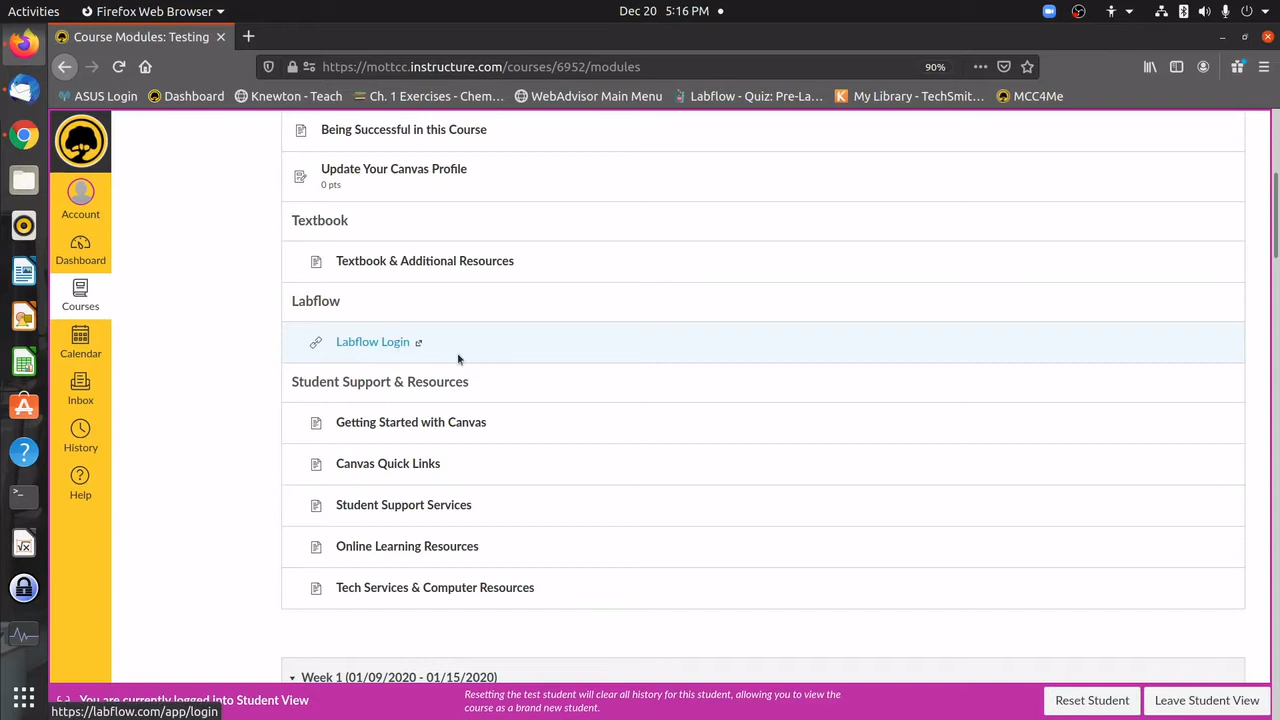 Activities
Firefox Web Browser
Dec 20 5:16 PM
Course Modules: Testing
https://mottcc.instructure.com/courses/6952/modules
90%
ASUS Login
Dashboard
Knewton - Teach
Ch. 1 Exercises - Chem…
WebAdvisor Main Menu
Labflow - Quiz: Pre-La…
My Library - TechSmit…
MCC4Me
Being Successful in this Course
Account
Update Your Canvas Profile
0 pts
Textbook
Dashboard
Textbook & Additional Resources
Labflow
Courses
Labflow Login
Calendar
Student Support & Resources
Inbox
Getting Started with Canvas
History
Canvas Quick Links
Help
Student Support Services
Online Learning Resources
Tech Services & Computer Resources
Week 1 (01/09/2020 - 01/15/2020)
You are currently logged into Student View
Resetting the test student will clear all history for this student, allowing you to view the
course as a brand new student.
Reset Student
Leave Student View
https://labflow.com/app/login